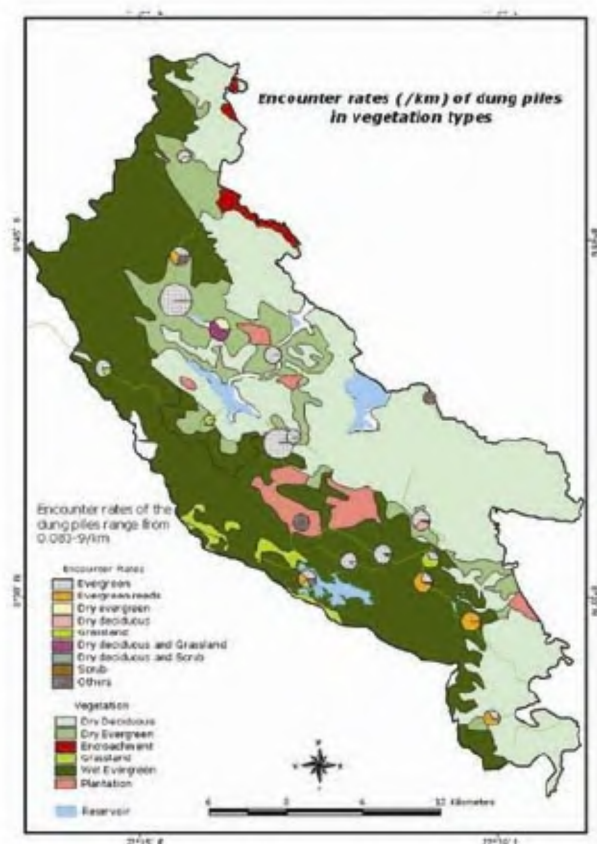 Encounter rates (/km) of dung piles
in vegetation types
Encounter rates of the
dung piles range from
0.083-9/km
Encounter Rates
Evergreen
Evergreen reeds
Dry evergreen
Dry deciduous
Grassland
Dry deciduous and Grassland
Dry deciduous and Scrub
Scrub
Others
Vegetation
Dry Deciduous
Dry Evergreen
Encroachment
Grassland
Wet Evergreen
Plantation
Reservoir
12 Kilometers